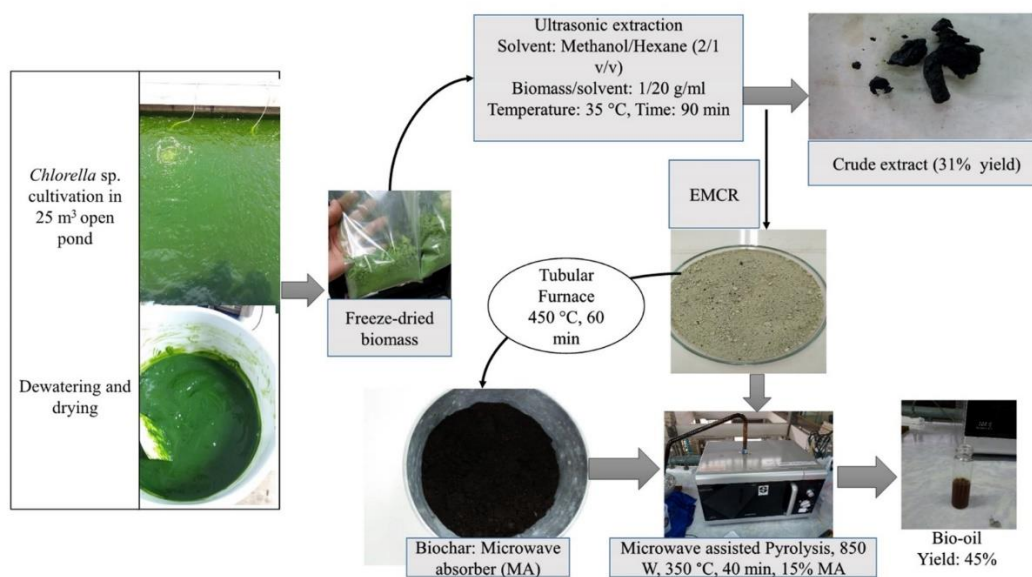 Chlorella sp.
cultivation in
25 m³ open
pond
Dewatering and
drying
Freeze-dried
biomass
Ultrasonic extraction
Solvent: Methanol/Hexane (2/1
v/v)
Biomass/solvent: 1/20 g/ml
Temperature: 35 °C, Time: 90 min
Crude extract (31% yield)
EMCR
Tubular
Furnace
450 °C, 60
min
Biochar: Microwave
absorber (MA)
Microwave assisted Pyrolysis, 850
W, 350 °C, 40 min, 15% MA
Bio-oil
Yield: 45%